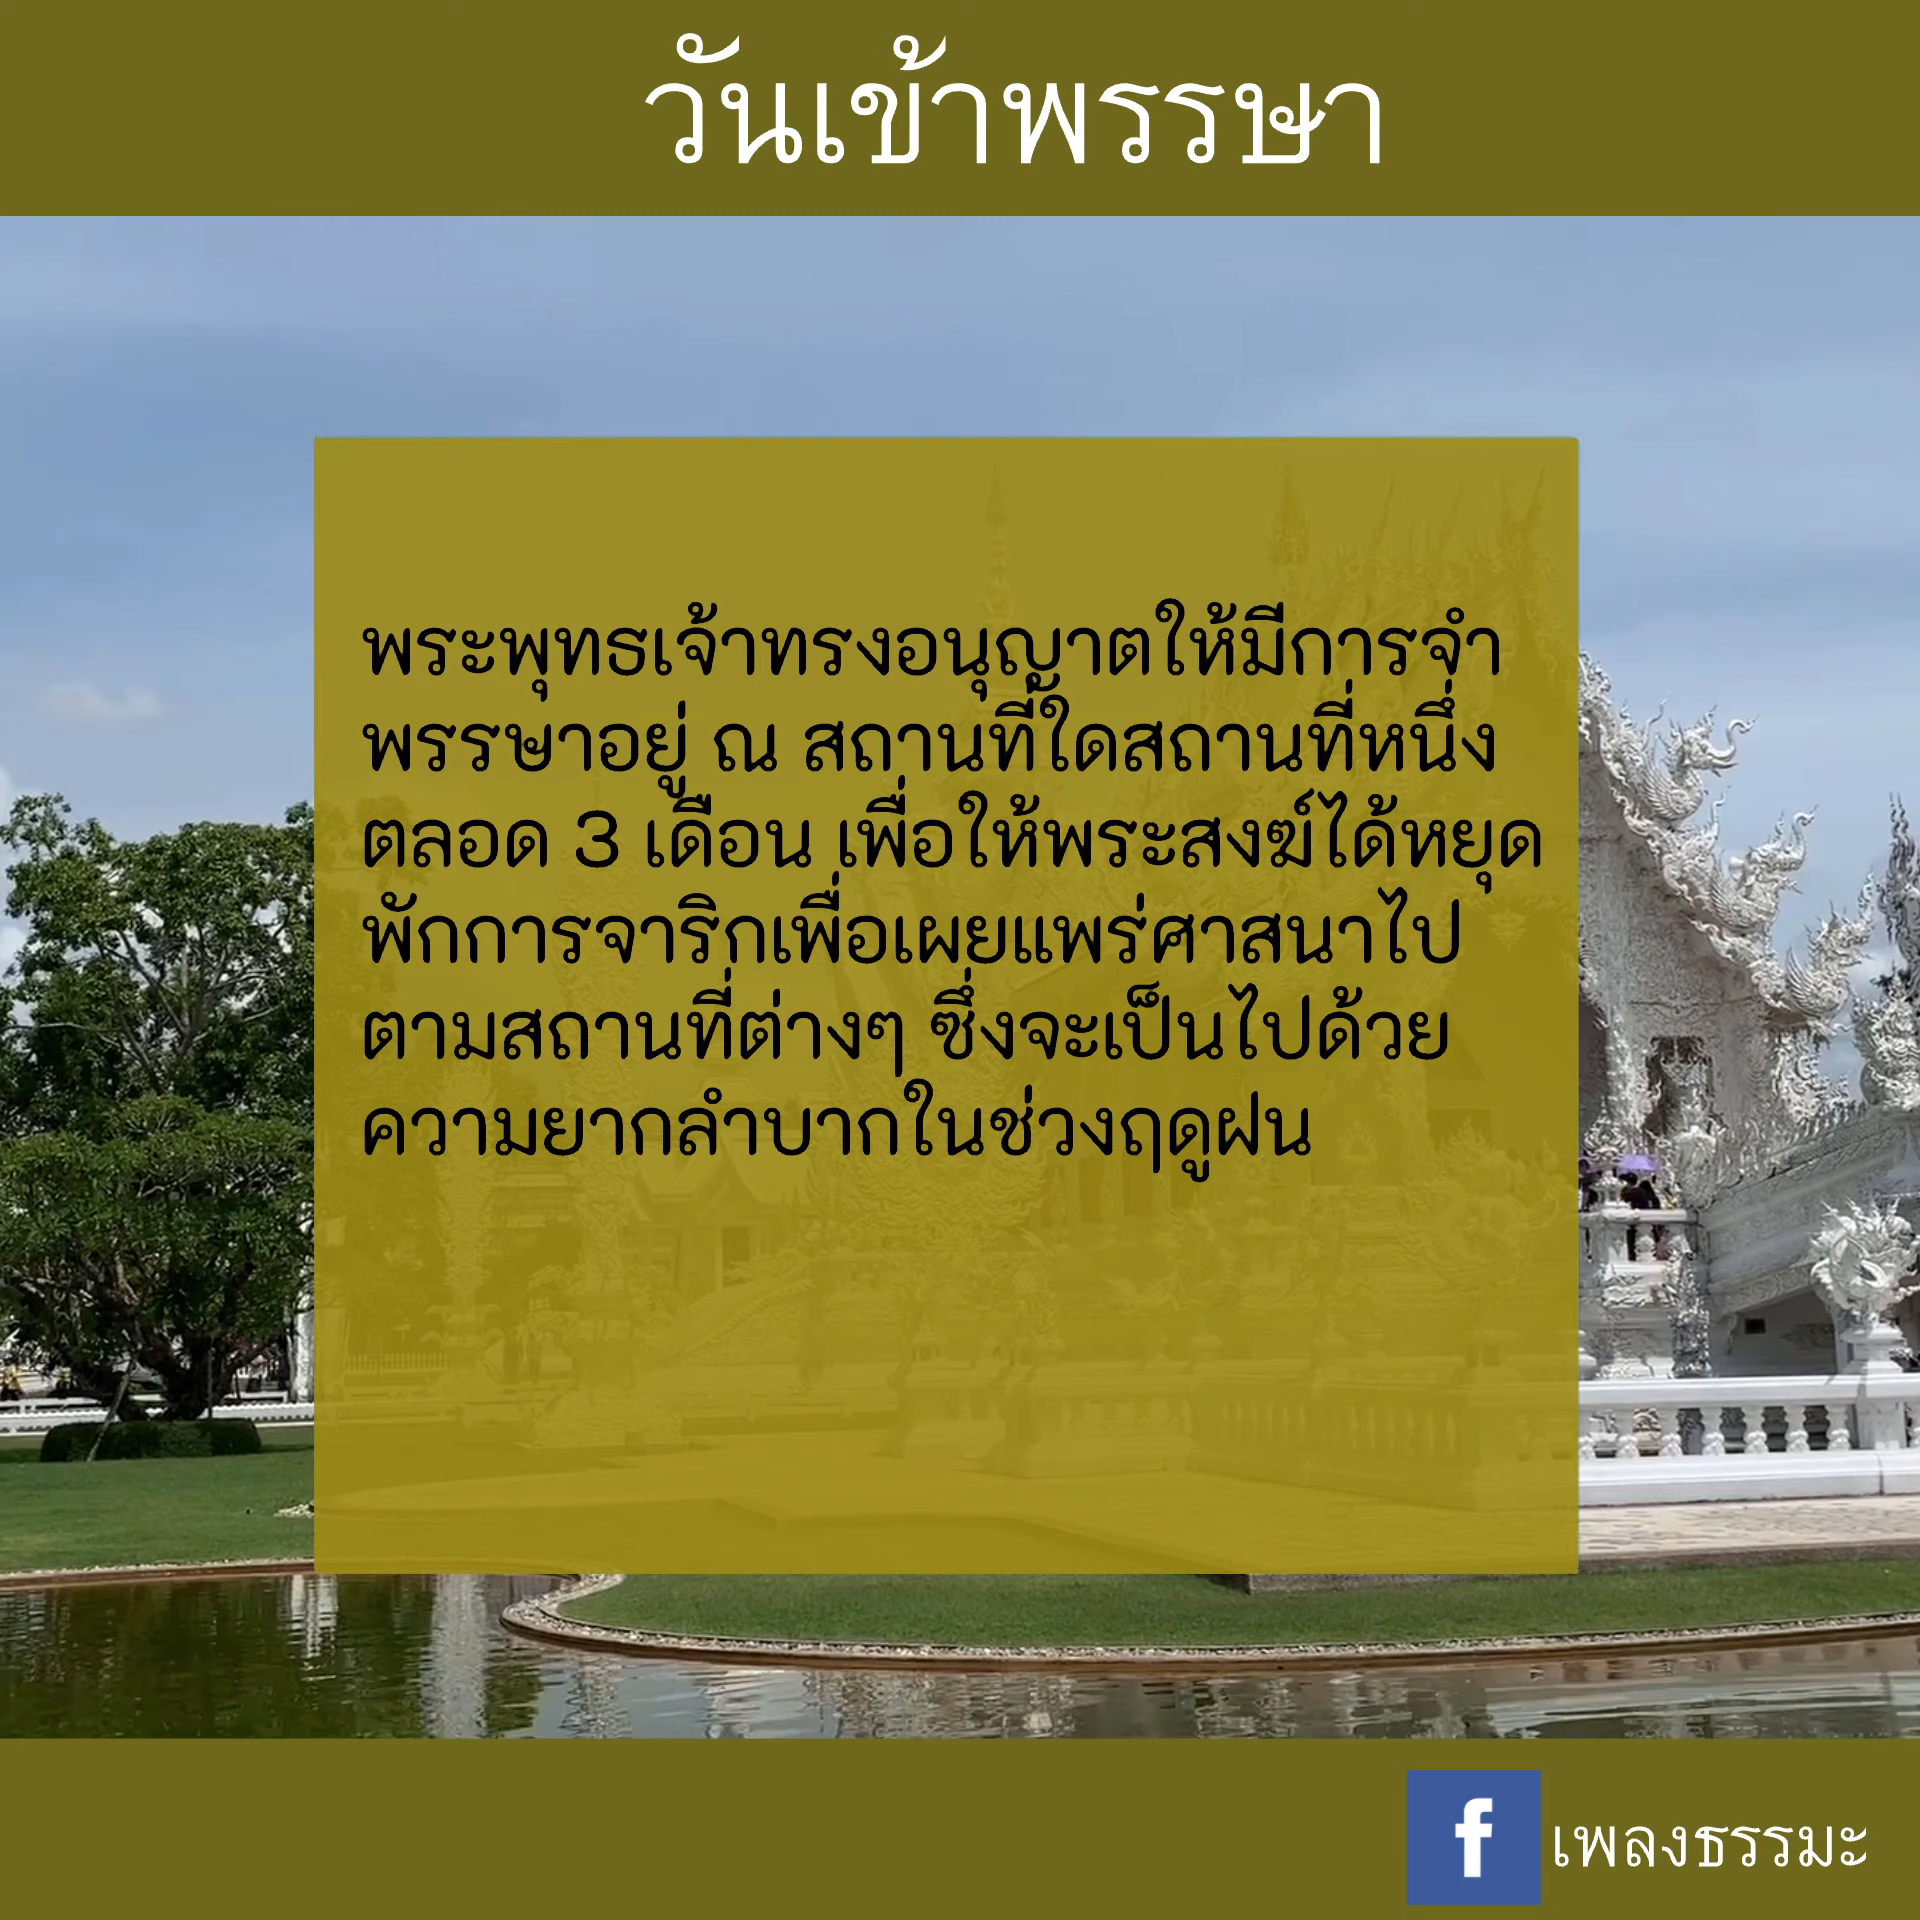 วันเข้าพรรษา
พระพุทธเจ้าทรงอนุญาตให้มีการจำ
พรรษาอยู่ ณ สถานที่ใดสถานที่หนึ่ง
ตลอด 3 เดือน เพื่อให้พระสงฆ์ได้หยุด
พักการจาริกเพื่อเผยแพร่ศาสนาไป
ตามสถานที่ต่างๆ ซึ่งจะเป็นไปด้วย
ความยากลำบากในช่วงฤดูฝน
f เพลงธรรมะ